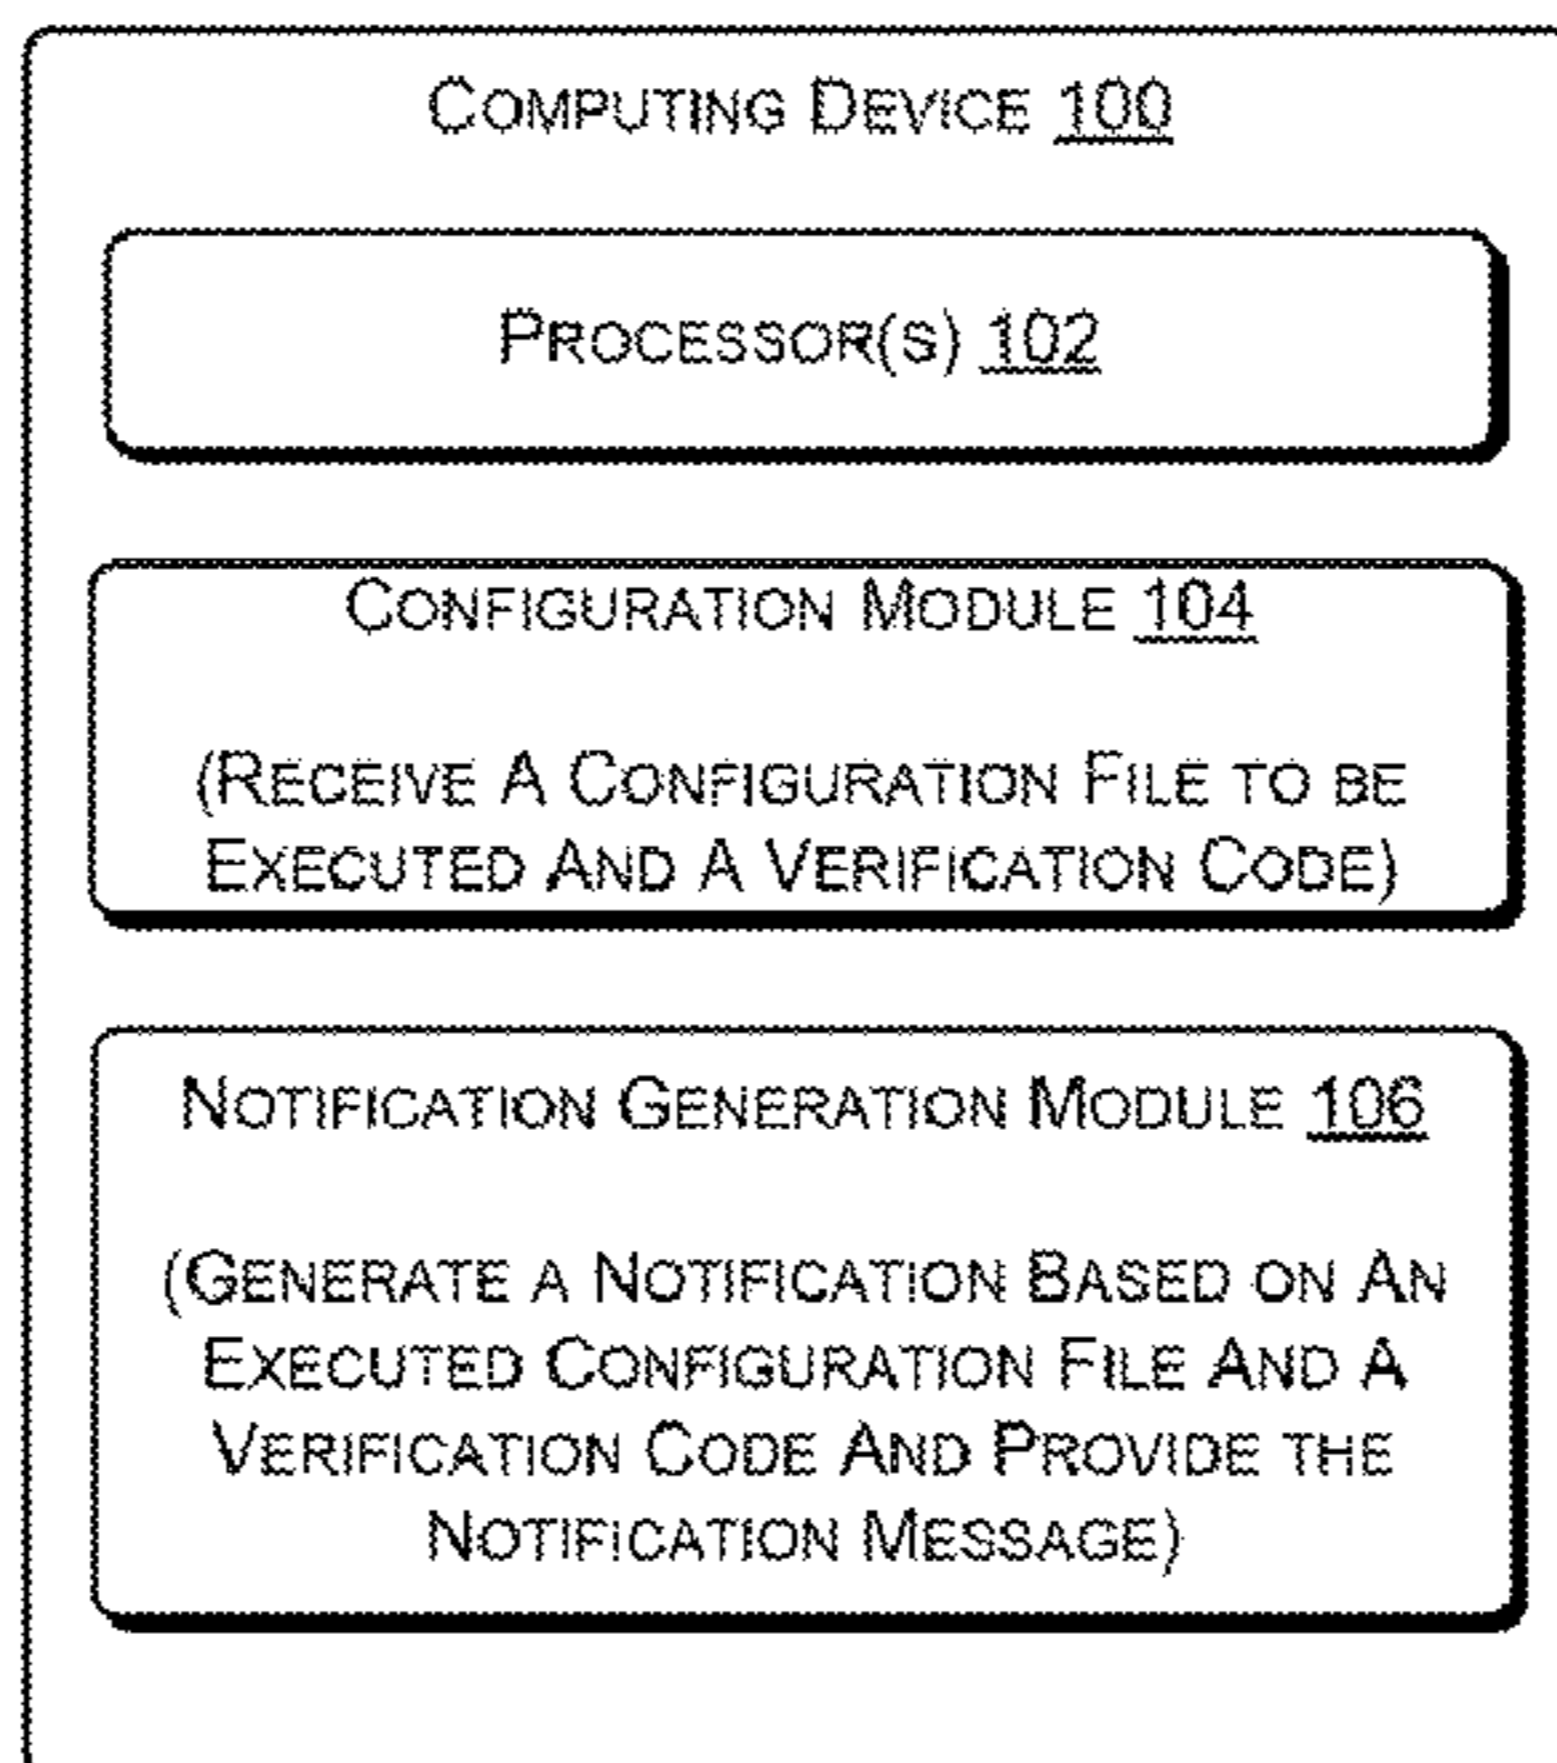 COMPUTING DEVICE 100
PROCESSOR(S) 102
CONFIGURATION MODULE 104
(RECEIVE A CONFIGURATION FILE TO BE
EXECUTED AND A VERIFICATION CODE)
NOTIFICATION GENERATION MODULE 106
(GENERATE A NOTIFICATION BASED ON AN
EXECUTED CONFIGURATION FILE AND A
VERIFICATION CODE AND PROVIDE THE
NOTIFICATION MESSAGE)